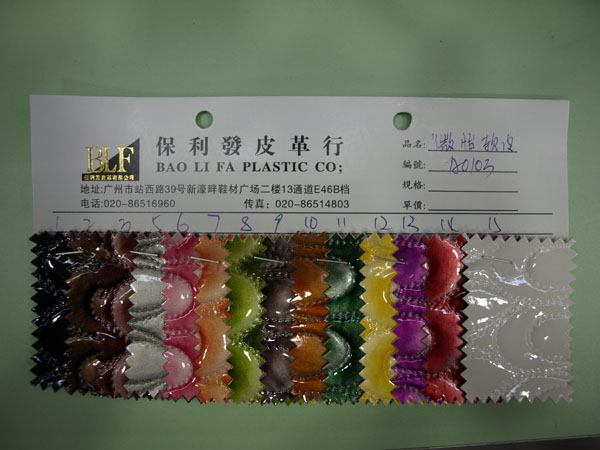 保利發皮革行
BLF
BAO LI FA PLASTIC CO;
地址:广州市站西路39号新濠畔鞋材广场二楼13通道E46B档
电话:020-86516960 传真: 020-86514803
品名:
編號: A0103
規格:
單價:
1 2 3 5 6 7 8 9 10 11 12 13 14 15